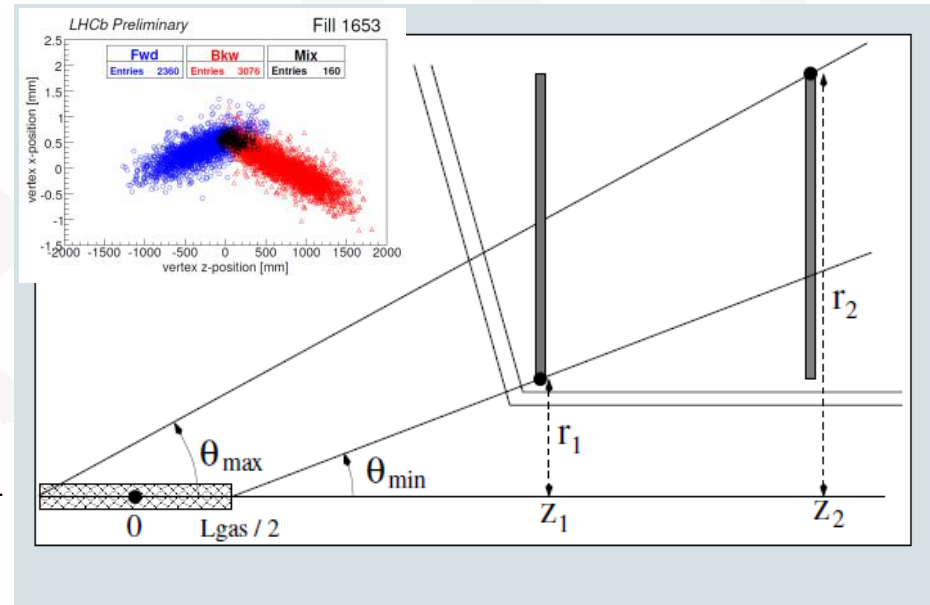 LHCb Preliminary Fill 1653
Fwd Bkw Mix
Entries 2360 Entries 3076 Entries 160
vertex x-position [mm]
2.5
2
1.5
1
0.5
0
-0.5
-1
-1.5
-2000 -1500 -1000 -500 0 500 1000 1500 2000
vertex z-position [mm]
r2
r1
θmax
θmin
0 Lgas / 2 z1 z2